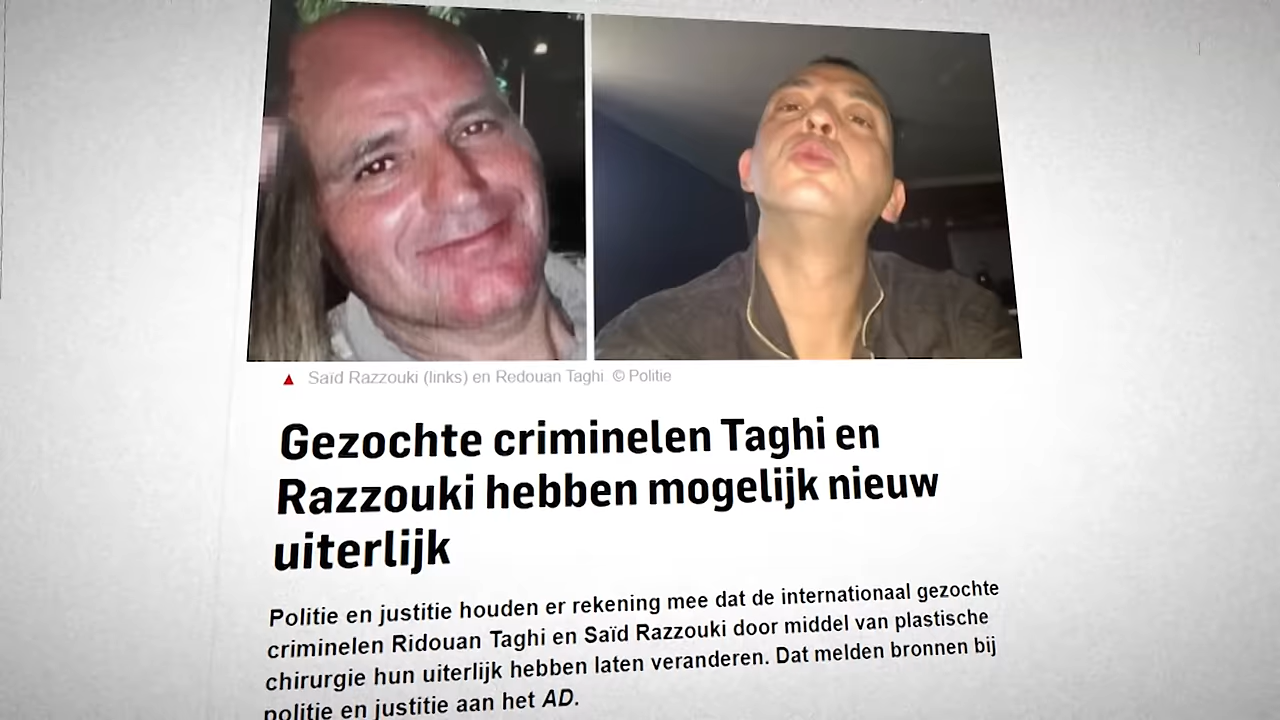 Saïd Razzouki (links) en Redouan Taghi © Politie
Gezochte criminelen Taghi en
Razzouki hebben mogelijk nieuw
uiterlijk
Politie en justitie houden er rekening mee dat de internationaal gezochte
criminelen Ridouan Taghi en Saïd Razzouki door middel van plastische
chirurgie hun uiterlijk hebben laten veranderen. Dat melden bronnen bij
politie en justitie aan het AD.